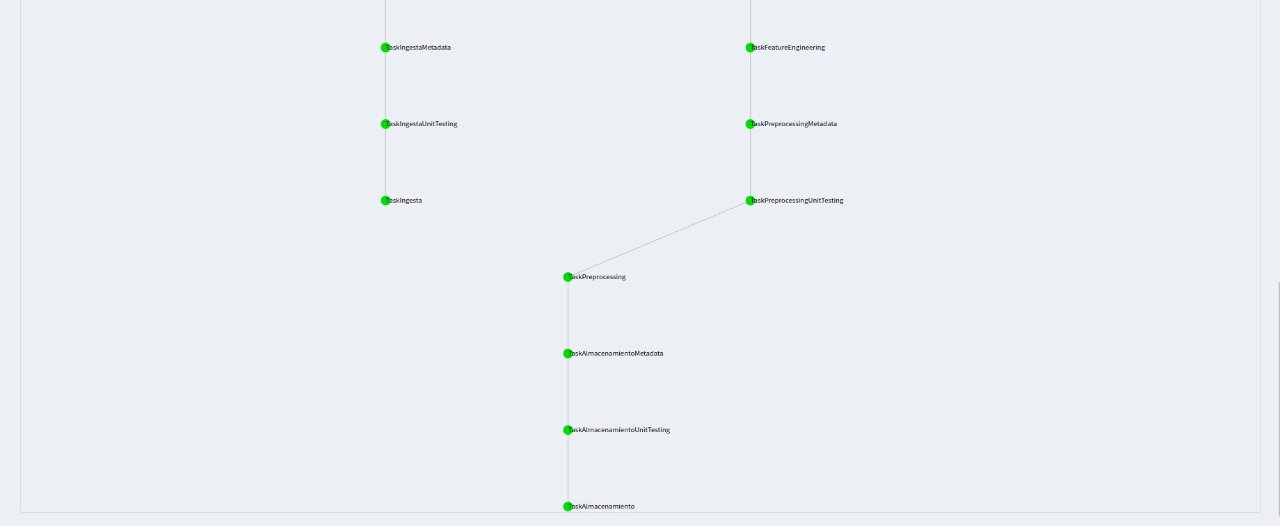 TaskIngestaMetadata
TaskFeatureEngineering
TaskIngestaUnitTesting
TaskPreprocessingMetadata
TaskIngesta
TaskPreprocessingUnitTesting
TaskPreprocessing
TaskAlmacenamientoMetadata
TaskAlmacenamientoUnitTesting
TaskAlmacenamiento